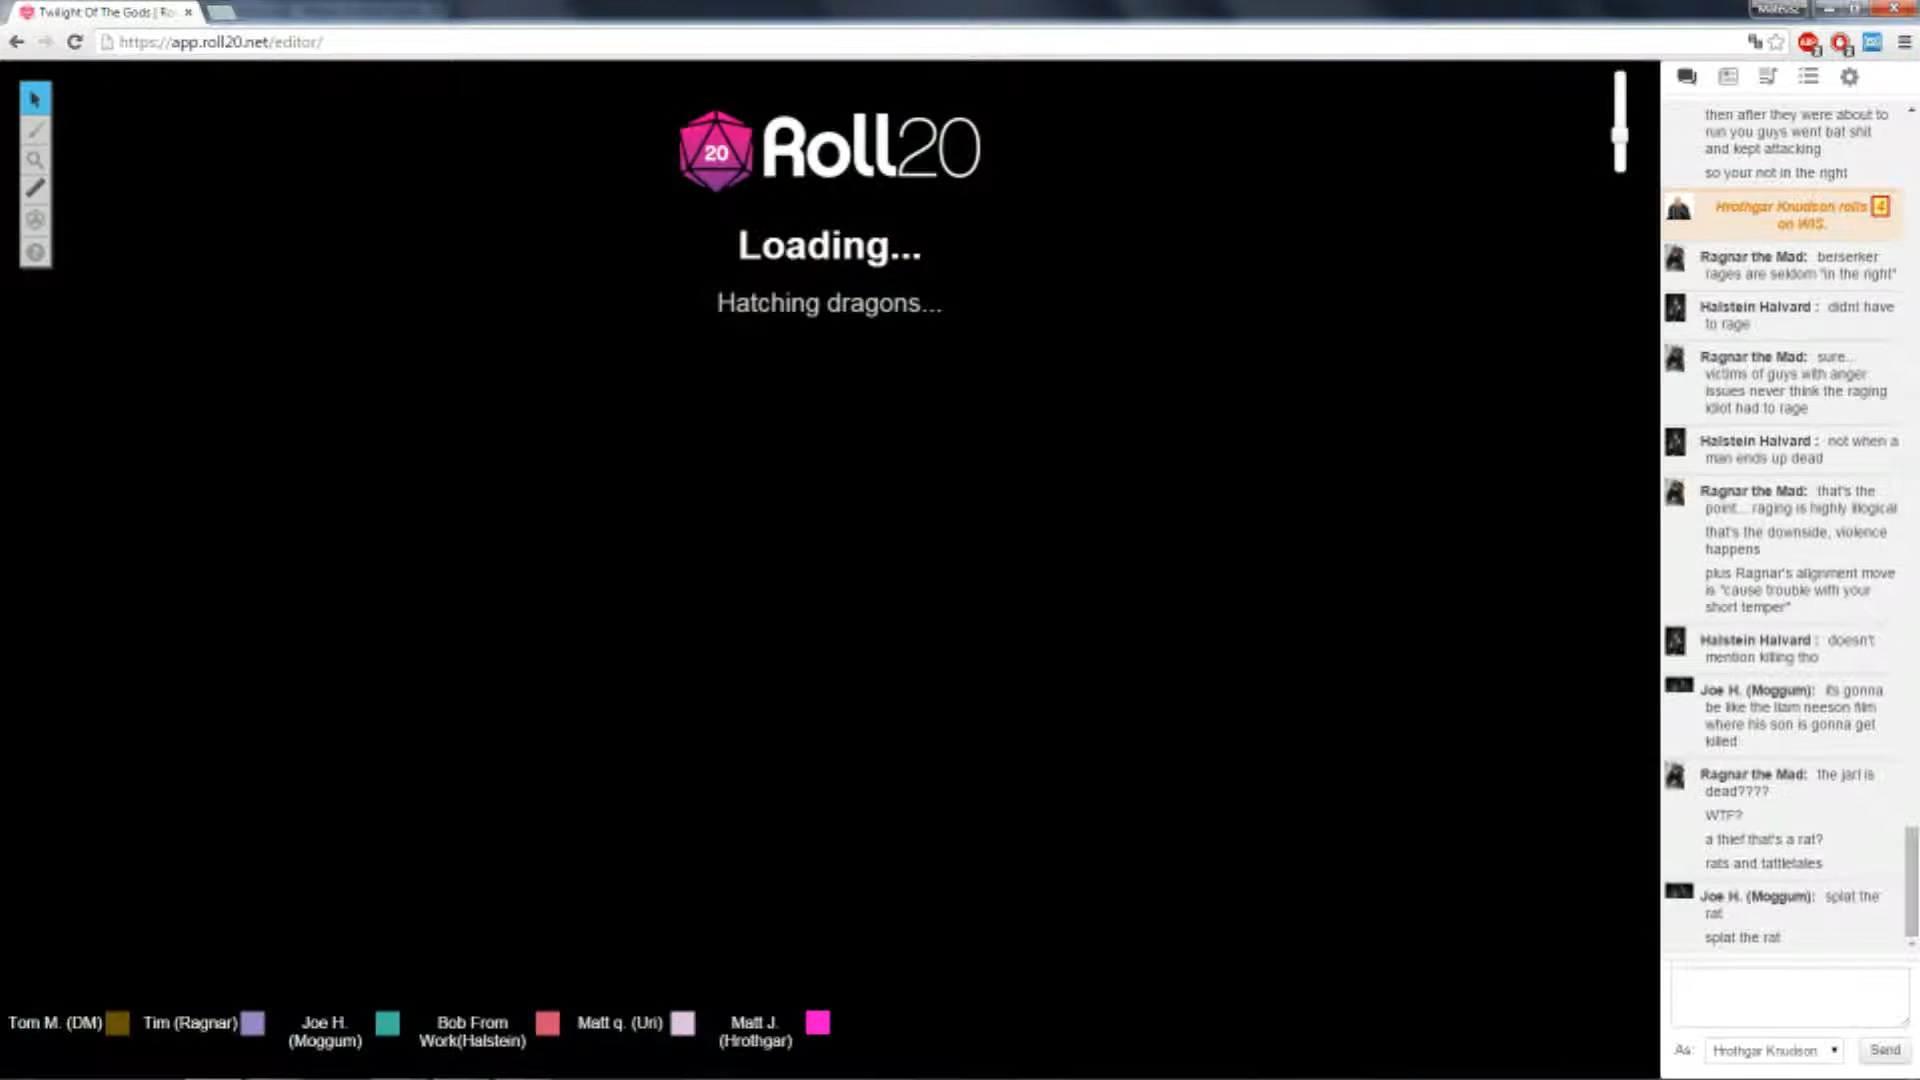 Twilight Of The Gods | Ro
Mateusz
https://app.roll20.net/editor/
20
Roll20
Loading...
Hatching dragons...
then after they were about to
run you guys went bat shit
and kept attacking
so your not in the right
Hrothgar Knudson rolls 4
on WIS.
Ragnar the Mad: berserker
rages are seldom "in the right"
Halstein Halvard : didnt have
to rage
Ragnar the Mad: sure...
victims of guys with anger
issues never think the raging
idiot had to rage
Halstein Halvard : not when a
man ends up dead
Ragnar the Mad: that's the
point... raging is highly illogical
that's the downside, violence
happens
plus Ragnar's alignment move
is "cause trouble with your
short temper"
Halstein Halvard : doesn't
mention killing tho
Joe H. (Moggum): its gonna
be like the liam neeson film
where his son is gonna get
killed
Ragnar the Mad: the jarl is
dead????
WTF?
a thief that's a rat?
rats and tattletales
Joe H. (Moggum): splat the
rat
splat the rat
Tom M. (DM)
Tim (Ragnar)
Joe H.
(Moggum)
Bob From
Work(Halstein)
Matt q. (Uri)
Matt J.
(Hrothgar)
As: Hrothgar Knudson
Send